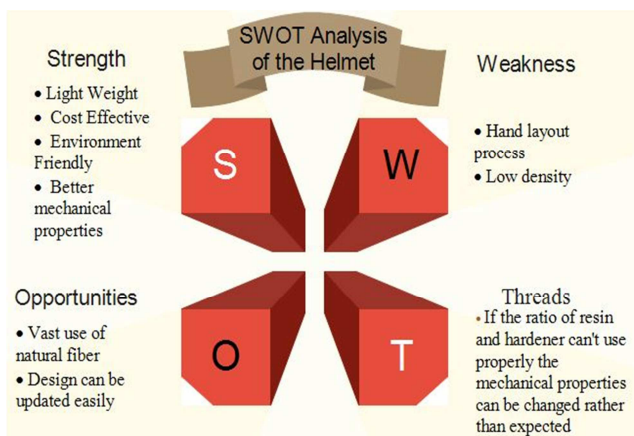 SWOT Analysis
of the Helmet
Strength
• Light Weight
• Cost Effective
• Environment
Friendly
• Better
mechanical
properties
Weakness
• Hand layout
process
• Low density
S
W
Opportunities
• Vast use of
natural fiber
• Design can be
updated easily
Threads
• If the ratio of resin
and hardener can't use
properly the
mechanical properties
can be changed rather
than expected
O
T